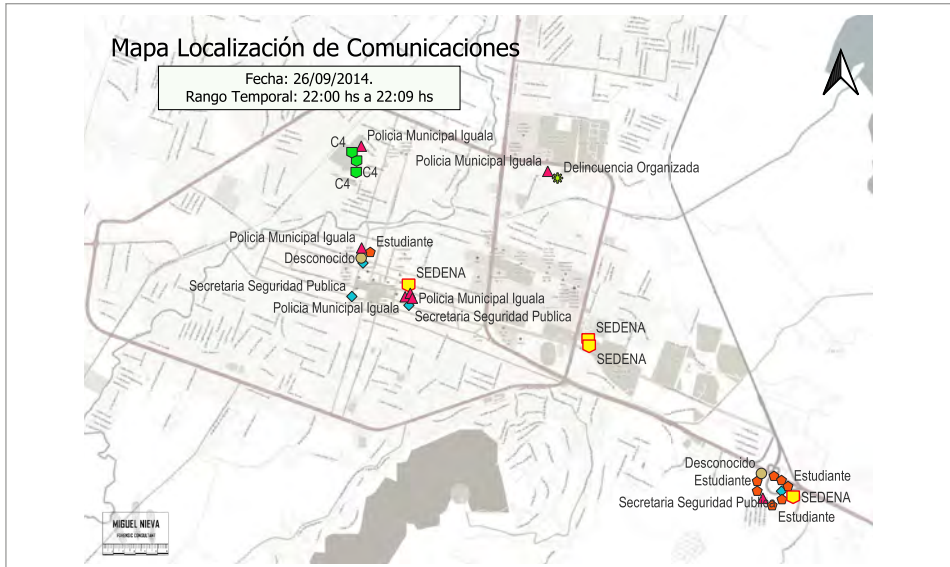 Mapa Localización de Comunicaciones
Fecha: 26/09/2014.
Rango Temporal: 22:00 hs a 22:09 hs
Policia Municipal Iguala
C4
C4
C4
Policia Municipal Iguala
Delincuencia Organizada
Policia Municipal Iguala
Estudiante
Desconocido
SEDENA
Secretaria Seguridad Publica
Policia Municipal Iguala
Policia Municipal Iguala
Secretaria Seguridad Publica
SEDENA
SEDENA
Desconocido
Estudiante
Estudiante
Secretaria Seguridad Publica
SEDENA
Estudiante
MIGUEL NIEVA
FORENSIC CONSULTANT